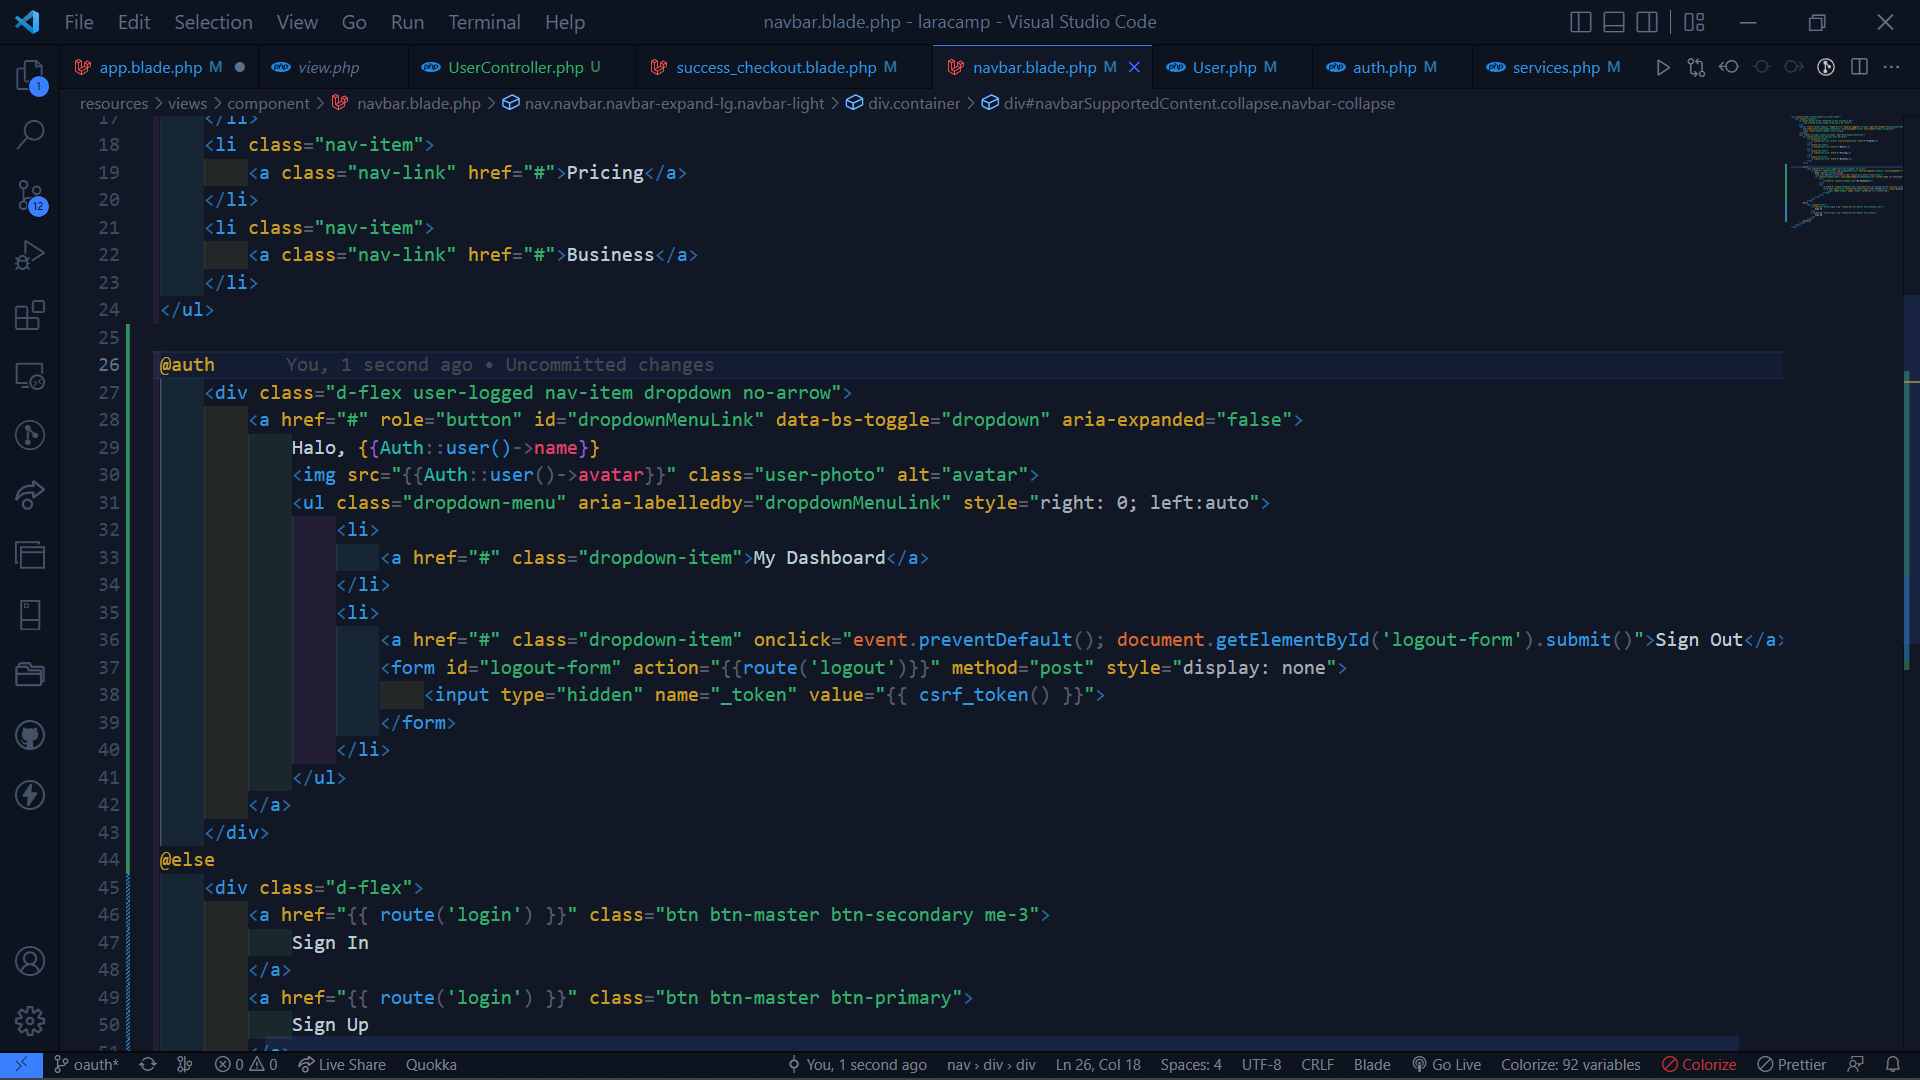 File Edit Selection View Go Run Terminal Help navbar.blade.php - laracamp - Visual Studio Code
app.blade.php M view.php UserController.php U success_checkout.blade.php M navbar.blade.php M User.php M auth.php M services.php M
resources > views > component > navbar.blade.php > nav.navbar.navbar-expand-lg.navbar-light > div.container > div#navbarSupportedContent.collapse.navbar-collapse
17 </li>
18 <li class="nav-item">
19 <a class="nav-link" href="#">Pricing</a>
20 </li>
21 <li class="nav-item">
22 <a class="nav-link" href="#">Business</a>
23 </li>
24 </ul>
25
26 @auth You, 1 second ago • Uncommitted changes
27 <div class="d-flex user-logged nav-item dropdown no-arrow">
28 <a href="#" role="button" id="dropdownMenuLink" data-bs-toggle="dropdown" aria-expanded="false">
29 Halo, {{Auth::user()->name}}
30 <img src="{{Auth::user()->avatar}}" class="user-photo" alt="avatar">
31 <ul class="dropdown-menu" aria-labelledby="dropdownMenuLink" style="right: 0; left:auto">
32 <li>
33 <a href="#" class="dropdown-item">My Dashboard</a>
34 </li>
35 <li>
36 <a href="#" class="dropdown-item" onclick="event.preventDefault(); document.getElementById('logout-form').submit()">Sign Out</a>
37 <form id="logout-form" action="{{route('logout')}}" method="post" style="display: none">
38 <input type="hidden" name="_token" value="{{ csrf_token() }}">
39 </form>
40 </li>
41 </ul>
42 </a>
43 </div>
44 @else
45 <div class="d-flex">
46 <a href="{{ route('login') }}" class="btn btn-master btn-secondary me-3">
47 Sign In
48 </a>
49 <a href="{{ route('login') }}" class="btn btn-master btn-primary">
50 Sign Up
1
12
oauth* 0 0 Live Share Quokka You, 1 second ago nav › div › div Ln 26, Col 18 Spaces: 4 UTF-8 CRLF Blade Go Live Colorize: 92 variables Colorize Prettier